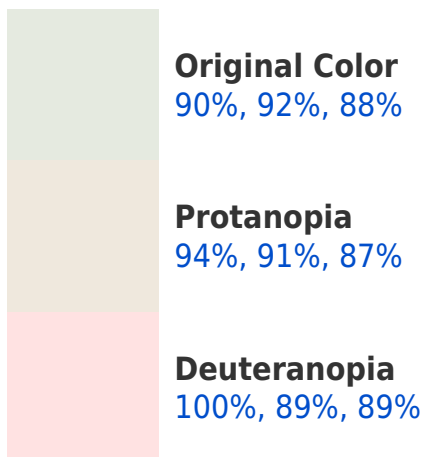 Original Color
90%, 92%, 88%
Protanopia
94%, 91%, 87%
Deuteranopia
100%, 89%, 89%